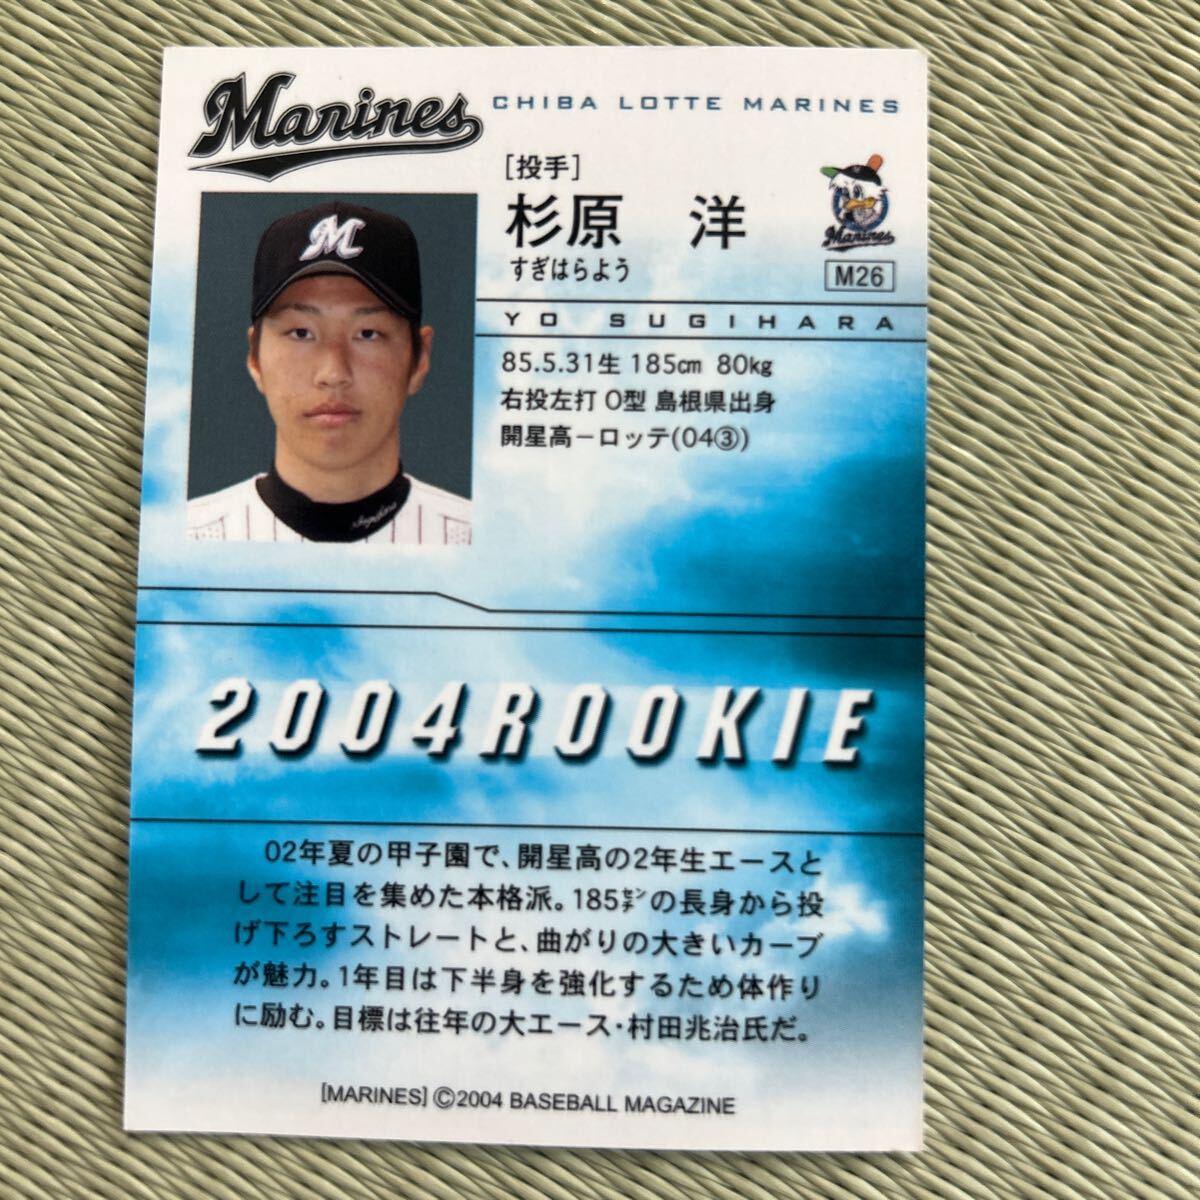 Marines
CHIBA LOTTE MARINES
[投手]
杉原 洋
すぎはらよう
Marines
M26
YO SUGIHARA
85.5.31生 185cm 80kg
右投左打 O型 島根県出身
開星高－ロッテ(04③)
M
Sugihara
2004ROOKIE
02年夏の甲子園で、開星高の2年生エースと
して注目を集めた本格派。185㌢の長身から投
げ下ろすストレートと、曲がりの大きいカーブ
が魅力。1年目は下半身を強化するため体作り
に励む。目標は往年の大エース・村田兆治氏だ。
[MARINES] ©2004 BASEBALL MAGAZINE